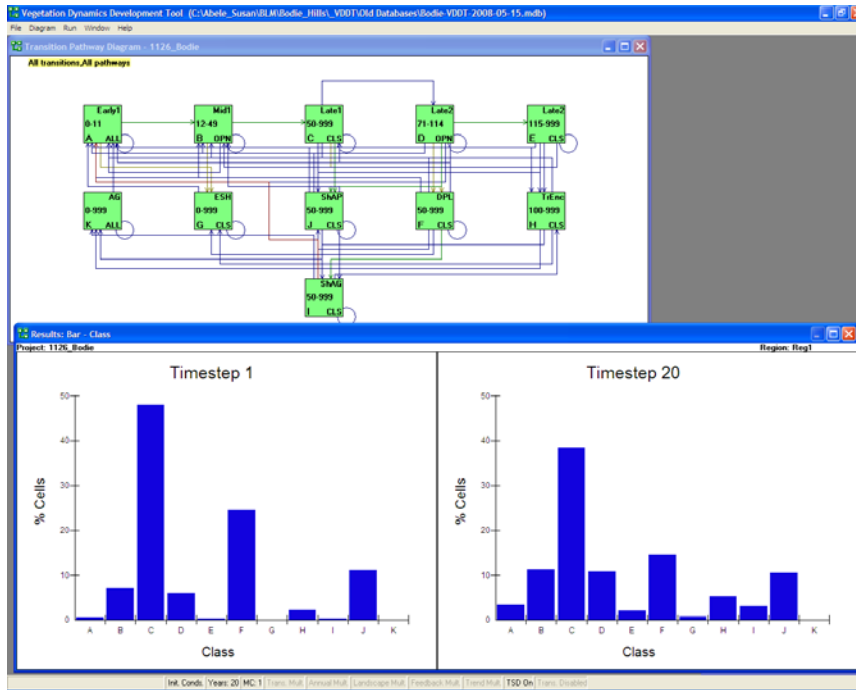 Vegetation Dynamics Development Tool (C:\Abele_Susan\BLM\Bodie_Hills\_VDDT\Old Databases\Bodie-VDDT-2008-05-15.mdb)
File Diagram Run Window Help
Transition Pathway Diagram - 1126_Bodie
All transitions,All pathways
Early1 Mid1 Late1 Late2 Late2
0-11 12-49 50-999 71-114 115-999
A ALL B OPN C CLS D OPN E CLS
AG ESH ShAP DPL TrEnc
0-999 0-999 50-999 50-999 100-999
K ALL G CLS J CLS F CLS H CLS
ShAG
50-999
I CLS
Results: Bar - Class
Project: 1126_Bodie Region: Reg1
Timestep 1 Timestep 20
50 50
40 40
30 30
% Cells % Cells
20 20
10 10
0 0
A B C D E F G H I J K A B C D E F G H I J K
Class Class
Init. Conds. Years: 20 MC: 1 Trans. Mult Annual Mult Landscape Mult Feedback Mult Trend Mult TSD On Trans. Disabled